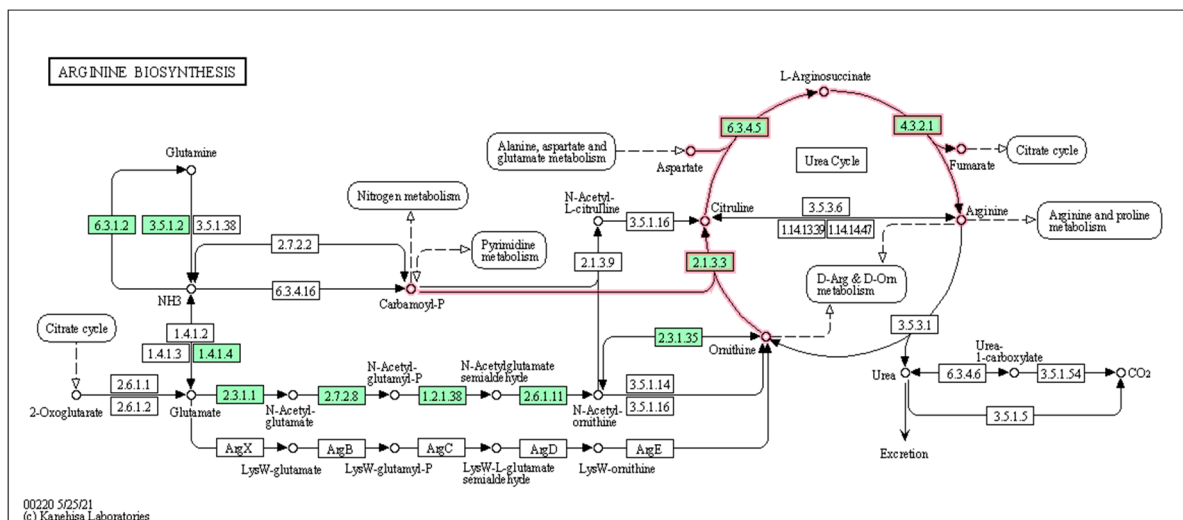 ARGININE BIOSYNTHESIS
L-Arginosuccinate
6.3.4.5
4.3.2.1
Alanine, aspartate and
glutamate metabolism
Aspartate
Urea Cycle
Fumarate
Citrate cycle
Glutamine
Nitrogen metabolism
N-Acetyl-
L-citrulline
3.5.1.16
Citruline
3.5.3.6
1.14.13.39
1.14.14.47
Arginine
Arginine and proline
metabolism
6.3.1.2
3.5.1.2
3.5.1.38
2.7.2.2
Pyrimidine
metabolism
2.1.3.9
2.1.3.3
D-Arg & D-Orn
metabolism
NH3
6.3.4.16
Carbamoyl-P
1.4.1.2
1.4.1.3
1.4.1.4
Citrate cycle
2.3.1.35
Ornithine
3.5.3.1
Urea-
1-carboxylate
2.6.1.1
2.6.1.2
2-Oxoglutarate
Glutamate
2.3.1.1
N-Acetyl-
glutamate
2.7.2.8
N-Acetyl-
glutamyl-P
1.2.1.38
N-Acetylglutamate
semialdehyde
2.6.1.11
N-Acetyl-
ornithine
3.5.1.14
3.5.1.16
Urea
6.3.4.6
3.5.1.54
CO2
3.5.1.5
Excretion
ArgX
LysW-glutamate
ArgB
LysW-glutamyl-P
ArgC
LysW-L-glutamate
semialdehyde
ArgD
LysW-ornithine
ArgE
00220 5/25/21
(c) Kanehisa Laboratories